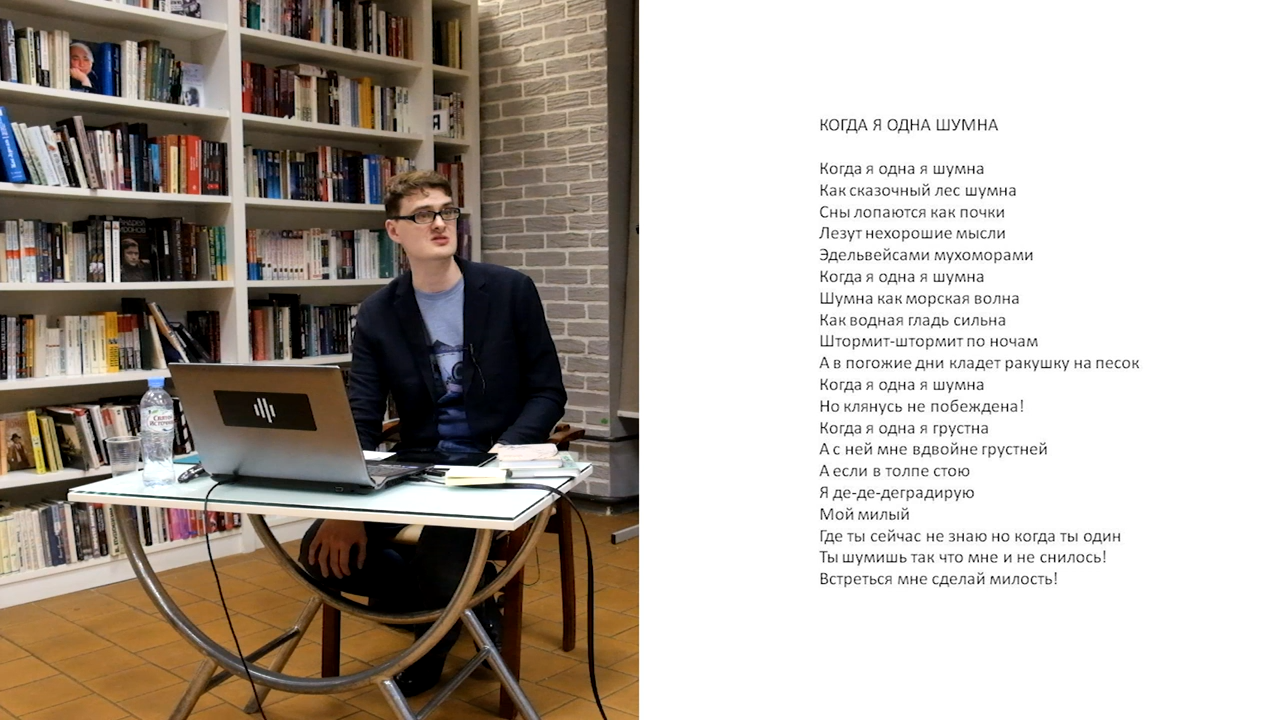 КОГДА Я ОДНА ШУМНА
Когда я одна я шумна
Как сказочный лес шумна
Сны лопаются как почки
Лезут нехорошие мысли
Эдельвейсами мухоморами
Когда я одна я шумна
Шумна как морская волна
Как водная гладь сильна
Штормит-штормит по ночам
А в погожие дни кладет ракушку на песок
Когда я одна я шумна
Но клянусь не побеждена!
Когда я одна я грустна
А с ней мне вдвойне грустней
А если в толпе стою
Я де-де-деградирую
Мой милый
Где ты сейчас не знаю но когда ты один
Ты шумишь так что мне и не снилось!
Встреться мне сделай милость!